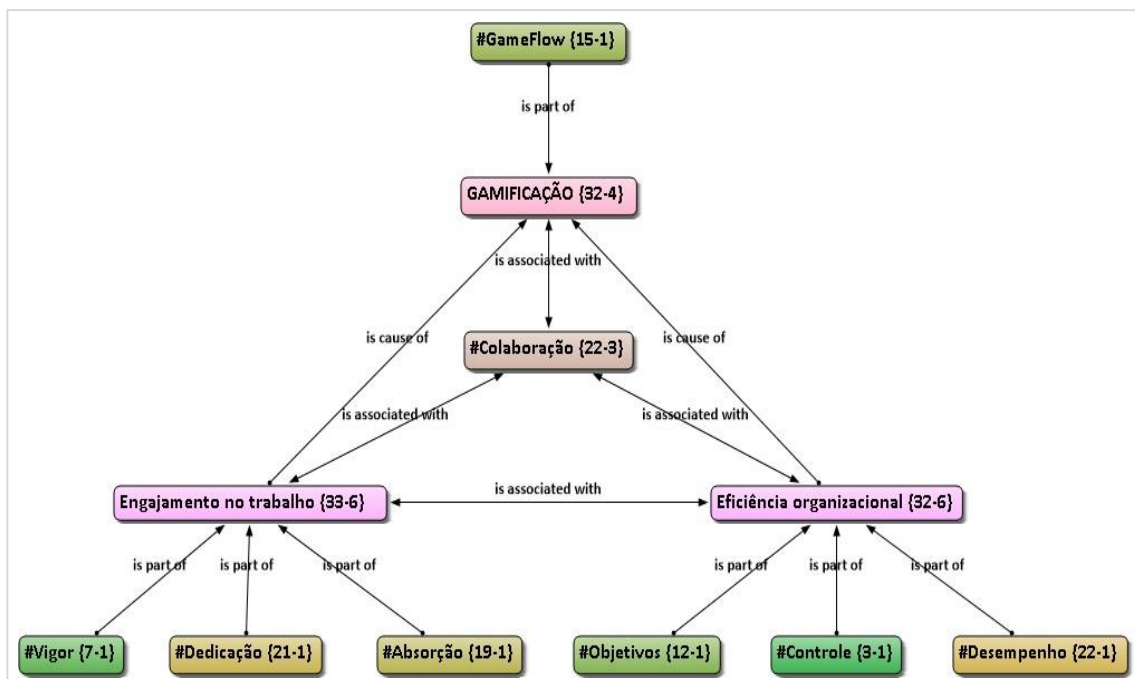 #GameFlow {15-1}
is part of
GAMIFICAÇÃO {32-4}
is associated with
is cause of
is cause of
#Colaboração {22-3}
is associated with
is associated with
Engajamento no trabalho {33-6}
is associated with
Eficiência organizacional {32-6}
is part of
is part of
is part of
is part of
is part of
is part of
#Vigor {7-1}
#Dedicação {21-1}
#Absorção {19-1}
#Objetivos {12-1}
#Controle {3-1}
#Desempenho {22-1}